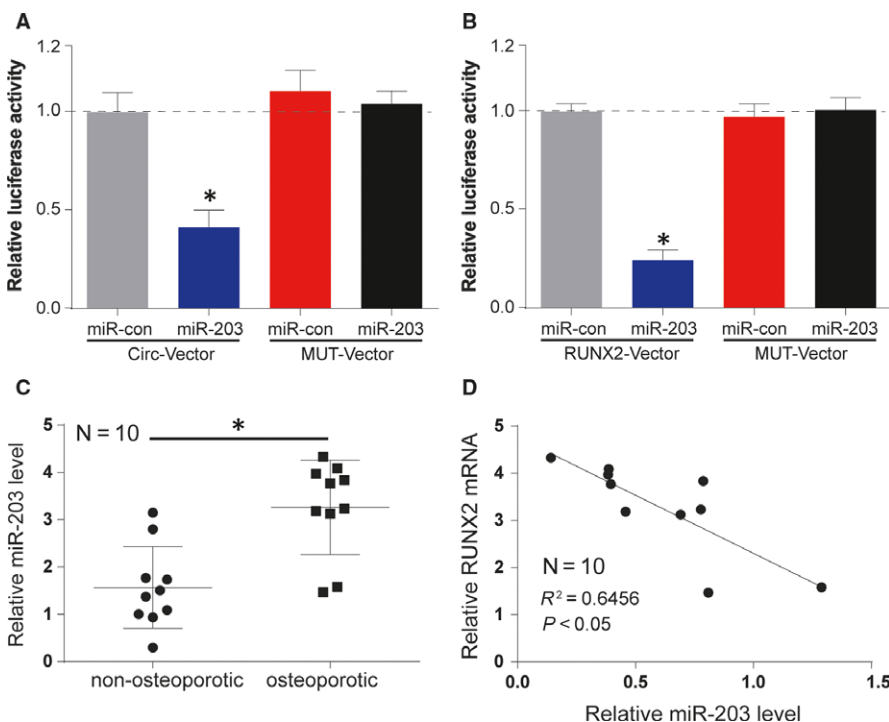 A
Relative luciferase activity
1.2
1.0
0.5
0.0
*
miR-con miR-203 miR-con miR-203
Circ-Vector MUT-Vector
B
Relative luciferase activity
1.2
1.0
0.5
0.0
*
miR-con miR-203 miR-con miR-203
RUNX2-Vector MUT-Vector
C
Relative miR-203 level
5
4
3
2
1
0
N = 10
*
non-osteoporotic osteoporotic
D
Relative RUNX2 mRNA
5
4
3
2
1
0
N = 10
R² = 0.6456
P < 0.05
0.0 0.5 1.0 1.5
Relative miR-203 level